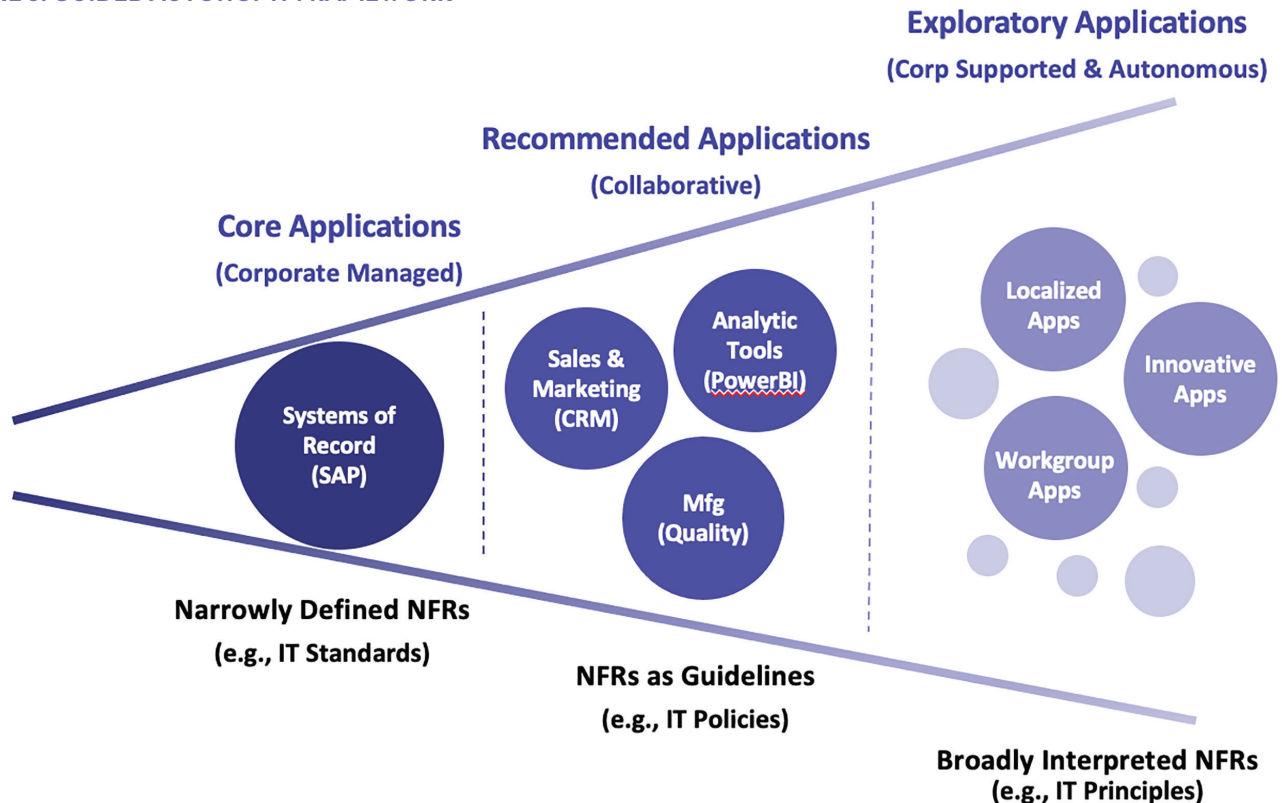 Exploratory Applications
(Corp Supported & Autonomous)
Recommended Applications
(Collaborative)
Core Applications
(Corporate Managed)
Systems of
Record
(SAP)
Sales &
Marketing
(CRM)
Analytic
Tools
(PowerBI)
Mfg
(Quality)
Localized
Apps
Innovative
Apps
Workgroup
Apps
Narrowly Defined NFRs
(e.g., IT Standards)
NFRs as Guidelines
(e.g., IT Policies)
Broadly Interpreted NFRs
(e.g., IT Principles)